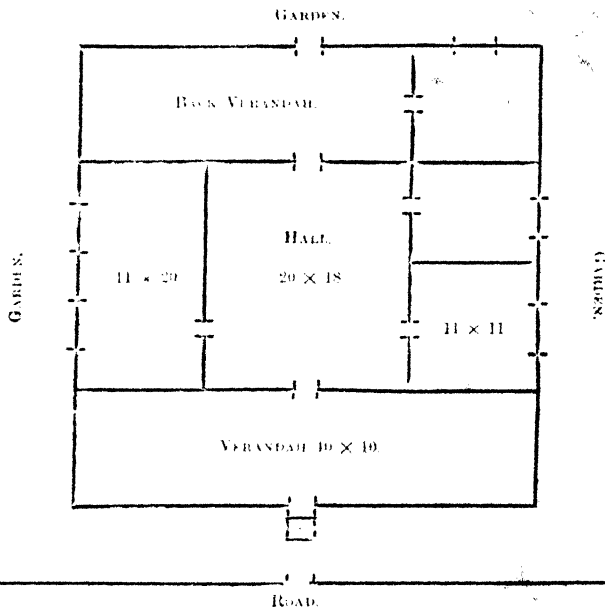 GARDEN.
BACK VERANDAH.
GARDEN.
HALL.
11 × 20
20 × 18
11 × 11
GARDEN.
VERANDAH 40 × 10.
ROAD.